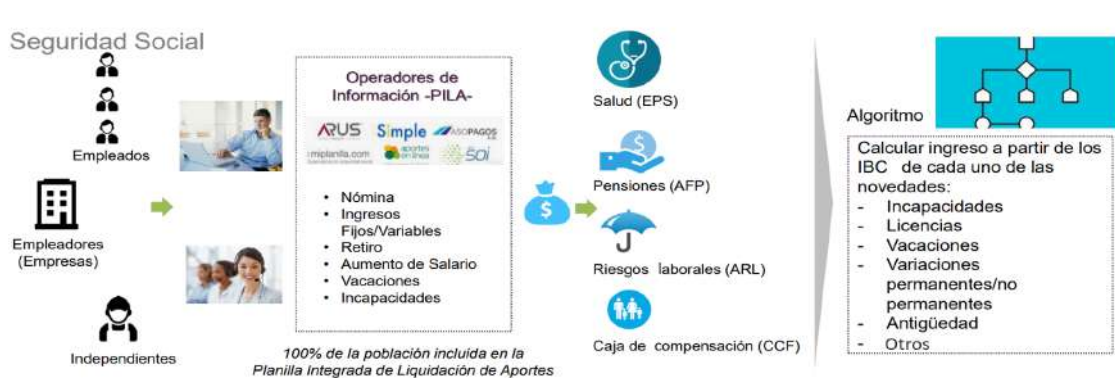 Seguridad Social
Empleados
Empleadores
(Empresas)
Independientes
Operadores de
Información -PILA-
ARUS
Simple
ASOPAGOS
miplanilla.com
aportes
en línea
SOI
• Nómina
• Ingresos
Fijos/Variables
• Retiro
• Aumento de Salario
• Vacaciones
• Incapacidades
100% de la población incluida en la
Planilla Integrada de Liquidación de Aportes
Salud (EPS)
Pensiones (AFP)
Riesgos laborales (ARL)
Caja de compensación (CCF)
Algoritmo
Calcular ingreso a partir de los
IBC de cada uno de las
novedades:
- Incapacidades
- Licencias
- Vacaciones
- Variaciones
permanentes/no
permanentes
- Antigüedad
- Otros